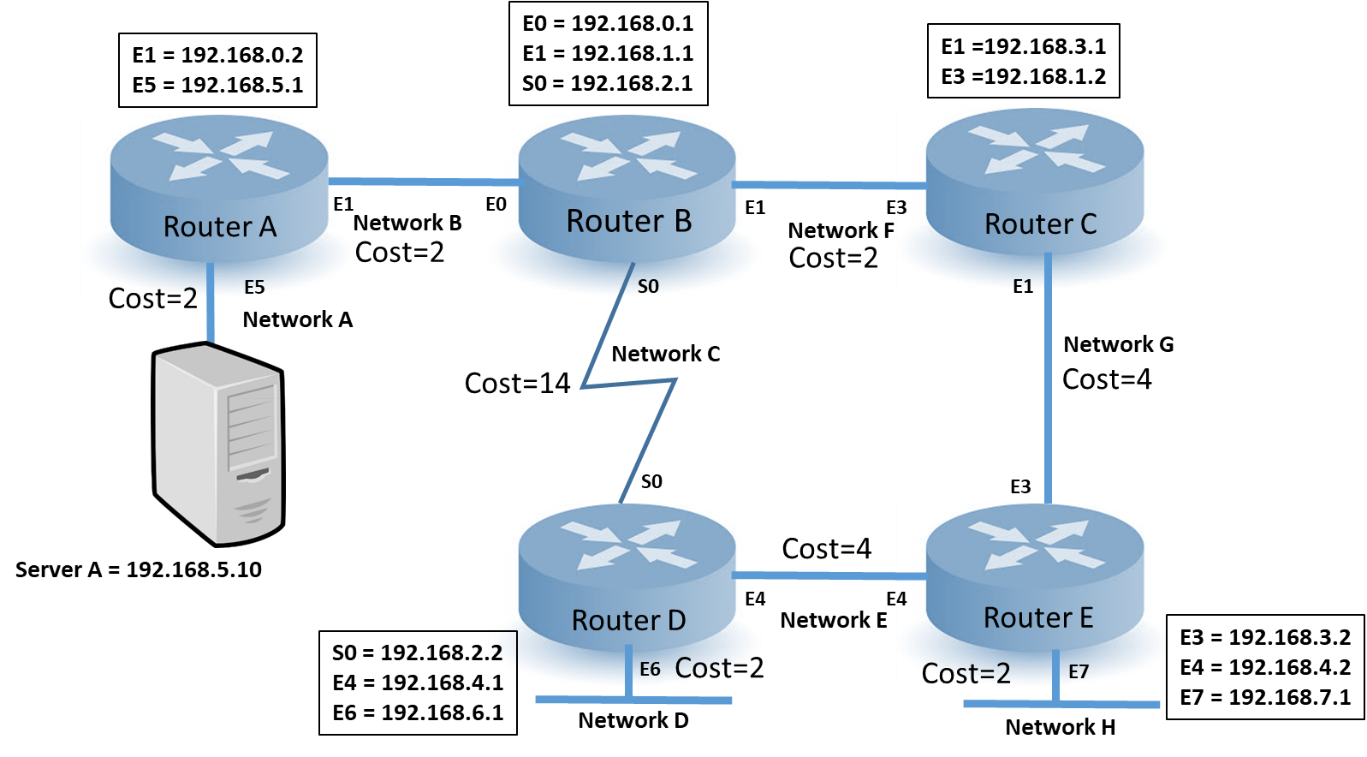 E1 = 192.168.0.2
E5 = 192.168.5.1
E0 = 192.168.0.1
E1 = 192.168.1.1
S0 = 192.168.2.1
E1 =192.168.3.1
E3 =192.168.1.2
Router A
E1
Network B
Cost=2
E0
Router B
E1
Network F
Cost=2
E3
Router C
Cost=2
E5
Network A
S0
Network C
Cost=14
S0
E1
Network G
Cost=4
E3
Server A = 192.168.5.10
Router D
E4
Cost=4
Network E
E4
Router E
S0 = 192.168.2.2
E4 = 192.168.4.1
E6 = 192.168.6.1
E6
Cost=2
Network D
Cost=2
E7
Network H
E3 = 192.168.3.2
E4 = 192.168.4.2
E7 = 192.168.7.1